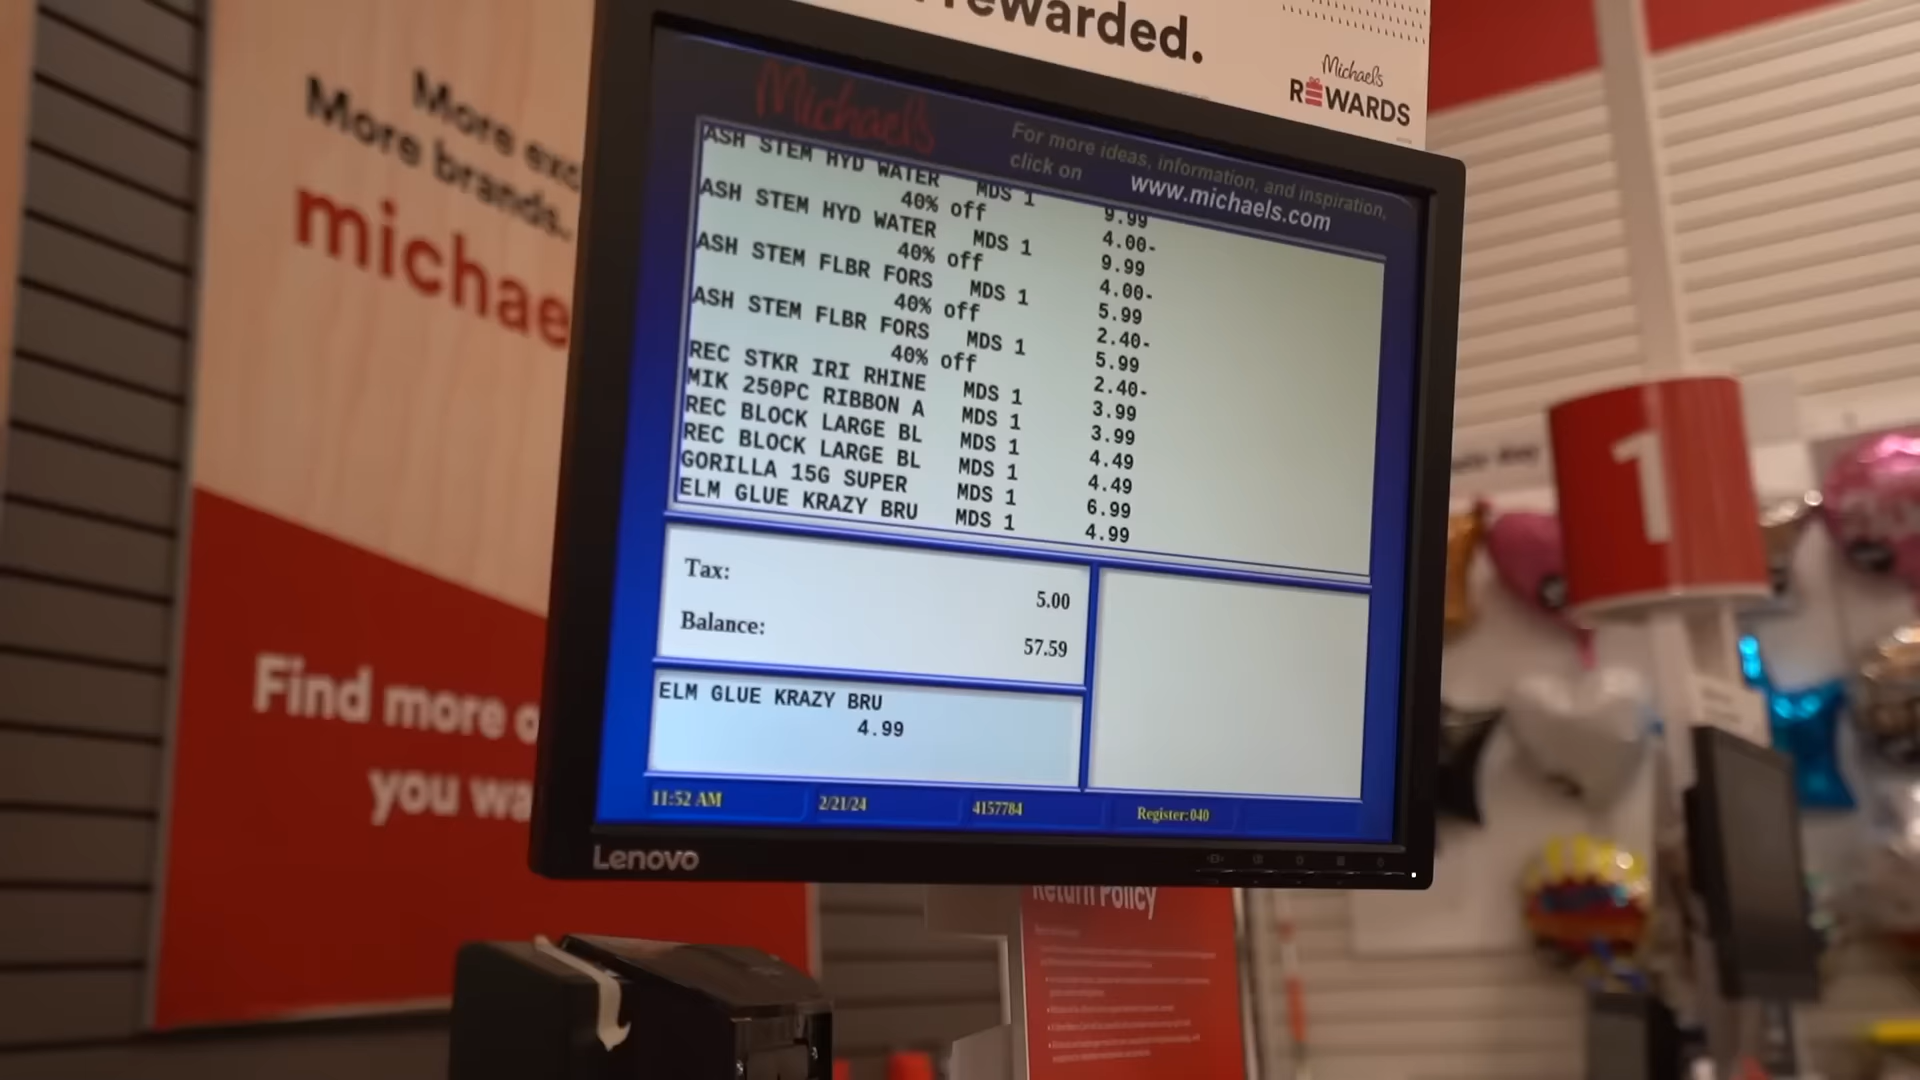 rewarded.
Michaels
REWARDS
More exc
More brands.
michae
Find more o
you wa
Michaels
For more ideas, information, and inspiration,
click on www.michaels.com
ASH STEM HYD WATER MDS 1 9.99
40% off 4.00-
ASH STEM HYD WATER MDS 1 9.99
40% off 4.00-
ASH STEM FLBR FORS MDS 1 5.99
40% off 2.40-
ASH STEM FLBR FORS MDS 1 5.99
40% off 2.40-
REC STKR IRI RHINE MDS 1 3.99
MIK 250PC RIBBON A MDS 1 3.99
REC BLOCK LARGE BL MDS 1 4.49
REC BLOCK LARGE BL MDS 1 4.49
GORILLA 15G SUPER MDS 1 6.99
ELM GLUE KRAZY BRU MDS 1 4.99
Tax: 5.00
Balance: 57.59
ELM GLUE KRAZY BRU
4.99
11:52 AM 2/21/24 4157784 Register:040
Lenovo
Return Policy
1